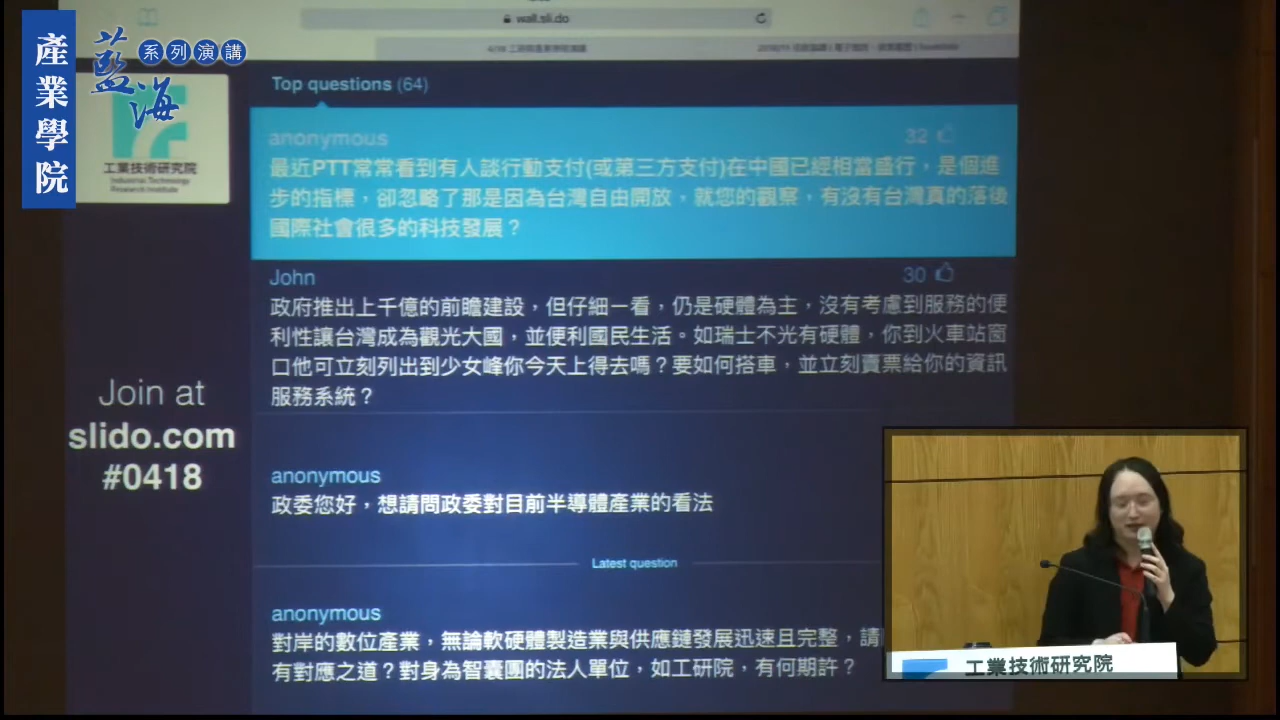 wall.sli.do
產業學院
藍海
系列演講
工業技術研究院
Industrial Technology
Research Institute
Join at
slido.com
#0418
Top questions (64)
anonymous
32
最近PTT常常看到有人談行動支付(或第三方支付)在中國已經相當盛行，是個進
步的指標，卻忽略了那是因為台灣自由開放，就您的觀察，有沒有台灣真的落後
國際社會很多的科技發展？
John
30
政府推出上千億的前瞻建設，但仔細一看，仍是硬體為主，沒有考慮到服務的便
利性讓台灣成為觀光大國，並便利國民生活。如瑞士不光有硬體，你到火車站窗
口他可立刻列出到少女峰你今天上得去嗎？要如何搭車，並立刻賣票給你的資訊
服務系統？
anonymous
政委您好，想請問政委對目前半導體產業的看法
Latest question
anonymous
對岸的數位產業，無論軟硬體製造業與供應鏈發展迅速且完整，請
有對應之道？對身為智囊團的法人單位，如工研院，有何期許？
工業技術研究院